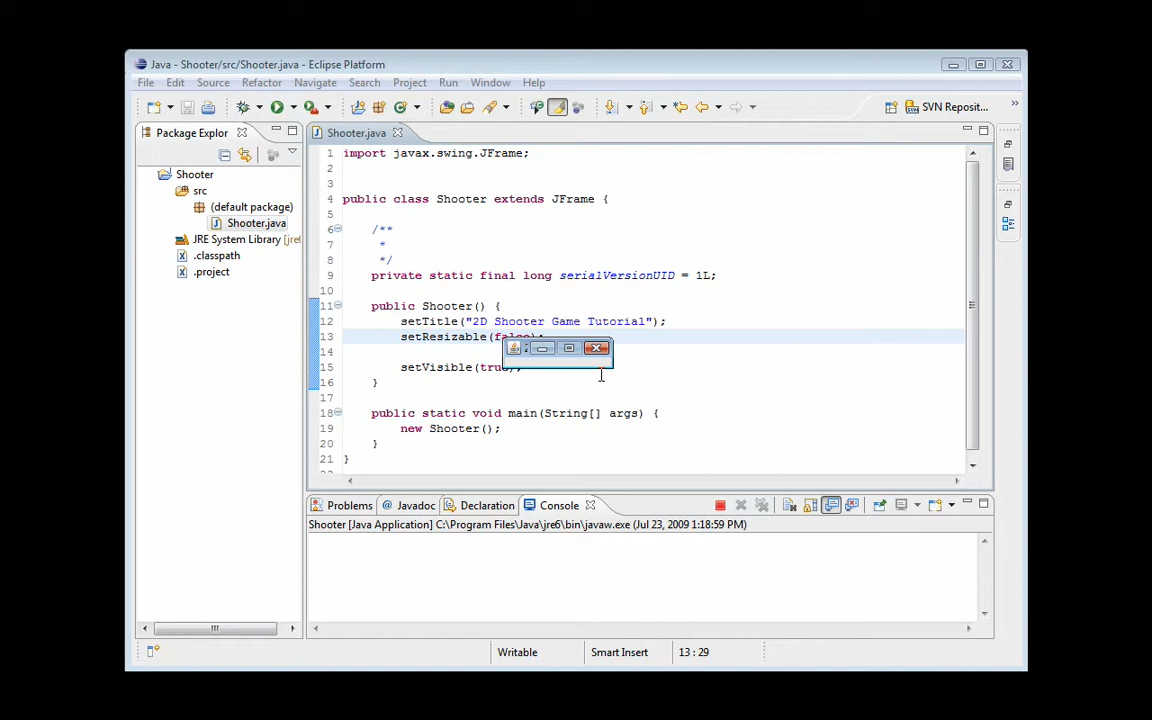 Java - Shooter/src/Shooter.java - Eclipse Platform
File Edit Source Refactor Navigate Search Project Run Window Help
SVN Reposit... »
Package Explor
Shooter.java
Shooter
src
(default package)
Shooter.java
JRE System Library [jre6
.classpath
.project
1 import javax.swing.JFrame;
2
3
4 public class Shooter extends JFrame {
5
6 /**
7 *
8 */
9 private static final long serialVersionUID = 1L;
10
11 public Shooter() {
12 setTitle("2D Shooter Game Tutorial");
13 setResizable(false);
14
15 setVisible(true);
16 }
17
18 public static void main(String[] args) {
19 new Shooter();
20 }
21 }
Problems @ Javadoc Declaration Console
Shooter [Java Application] C:\Program Files\Java\jre6\bin\javaw.exe (Jul 23, 2009 1:18:59 PM)
Writable Smart Insert 13 : 29